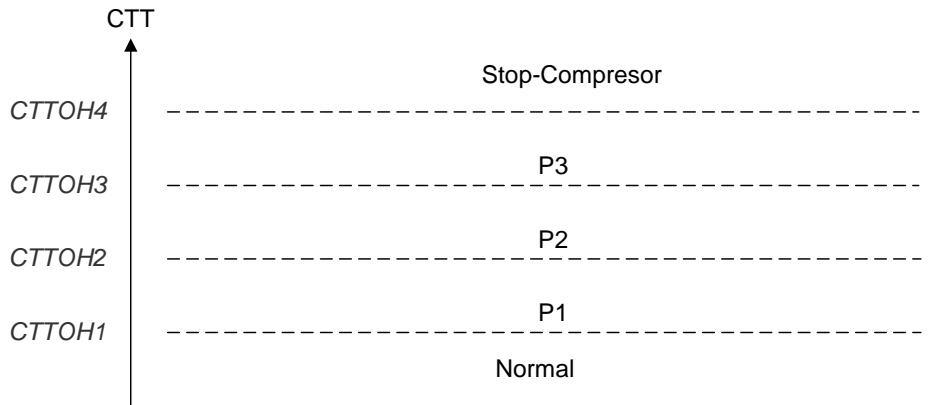 CTT
Stop-Compresor
CTTOH4
P3
CTTOH3
P2
CTTOH2
P1
CTTOH1
Normal